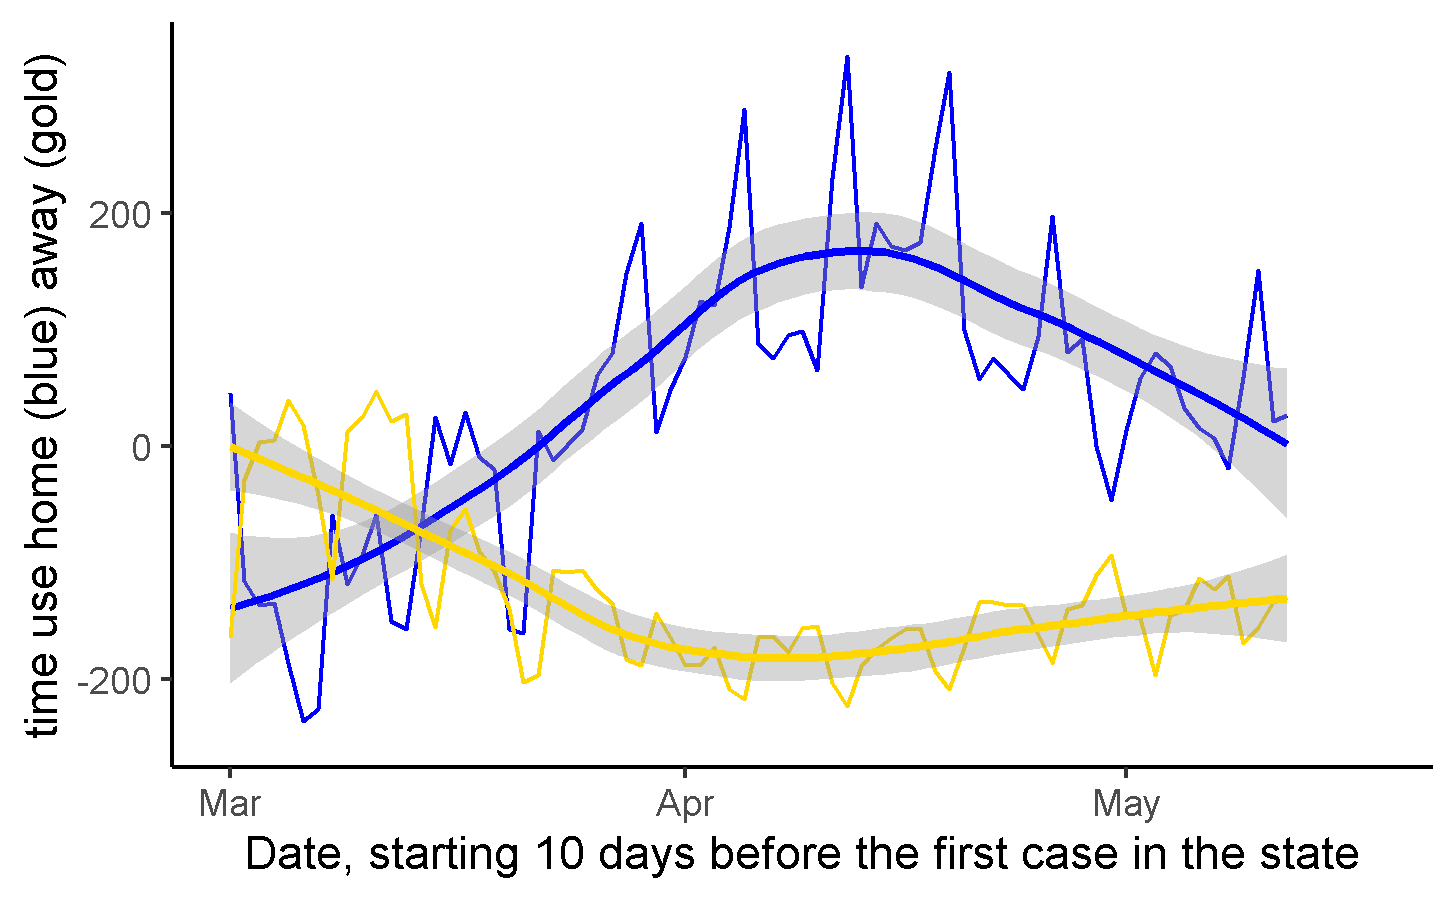 time use home (blue) away (gold)
200
0
-200
Mar
Apr
May
Date, starting 10 days before the first case in the state